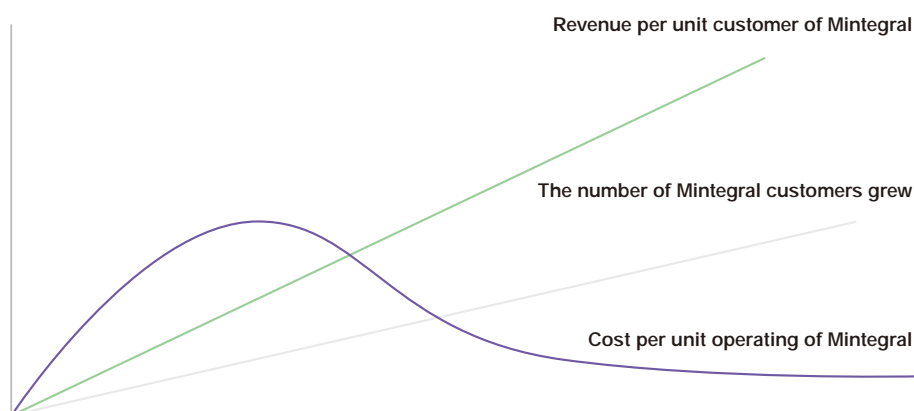 Revenue per unit customer of Mintegral
The number of Mintegral customers grew
Cost per unit operating of Mintegral